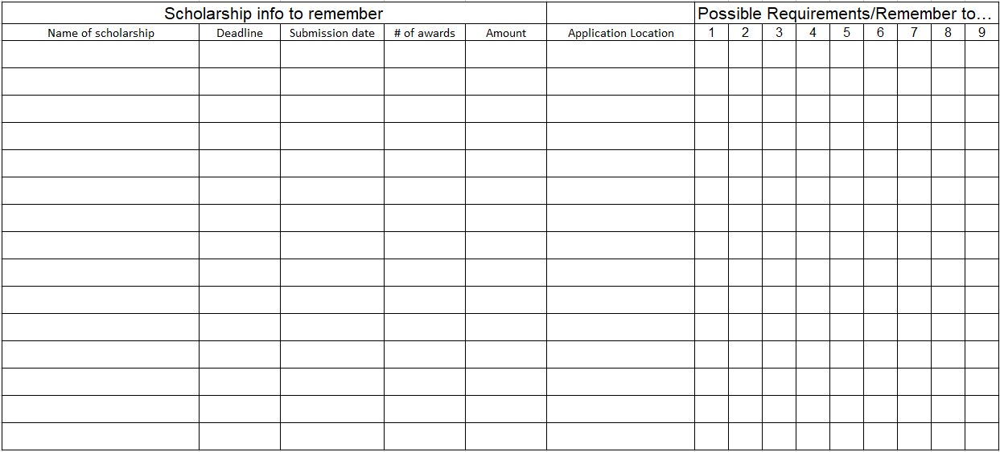 Scholarship info to remember Possible Requirements/Remember to…
Name of scholarship Deadline Submission date # of awards Amount Application Location 1 2 3 4 5 6 7 8 9